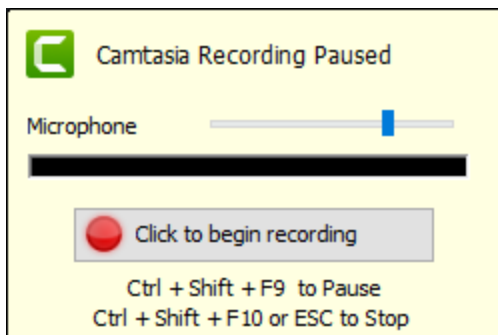 Camtasia Recording Paused
Microphone
Click to begin recording
Ctrl + Shift + F9 to Pause
Ctrl + Shift + F10 or ESC to Stop